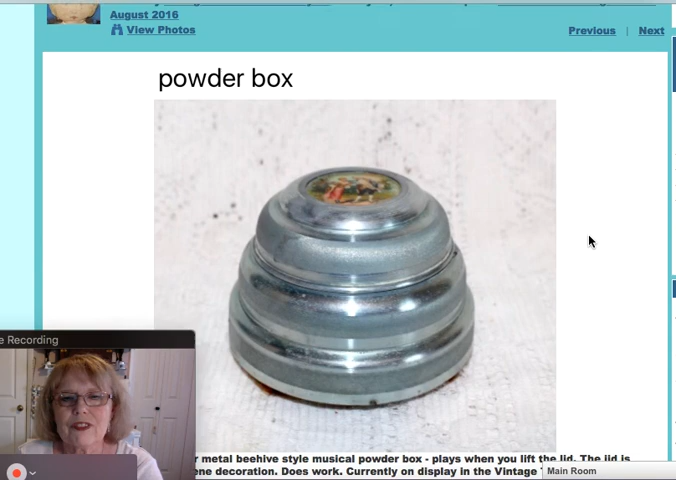 August 2016
View Photos
Previous | Next
powder box
e Recording
r metal beehive style musical powder box - plays when you lift the lid. The lid is
ene decoration. Does work. Currently on display in the Vintage
Main Room